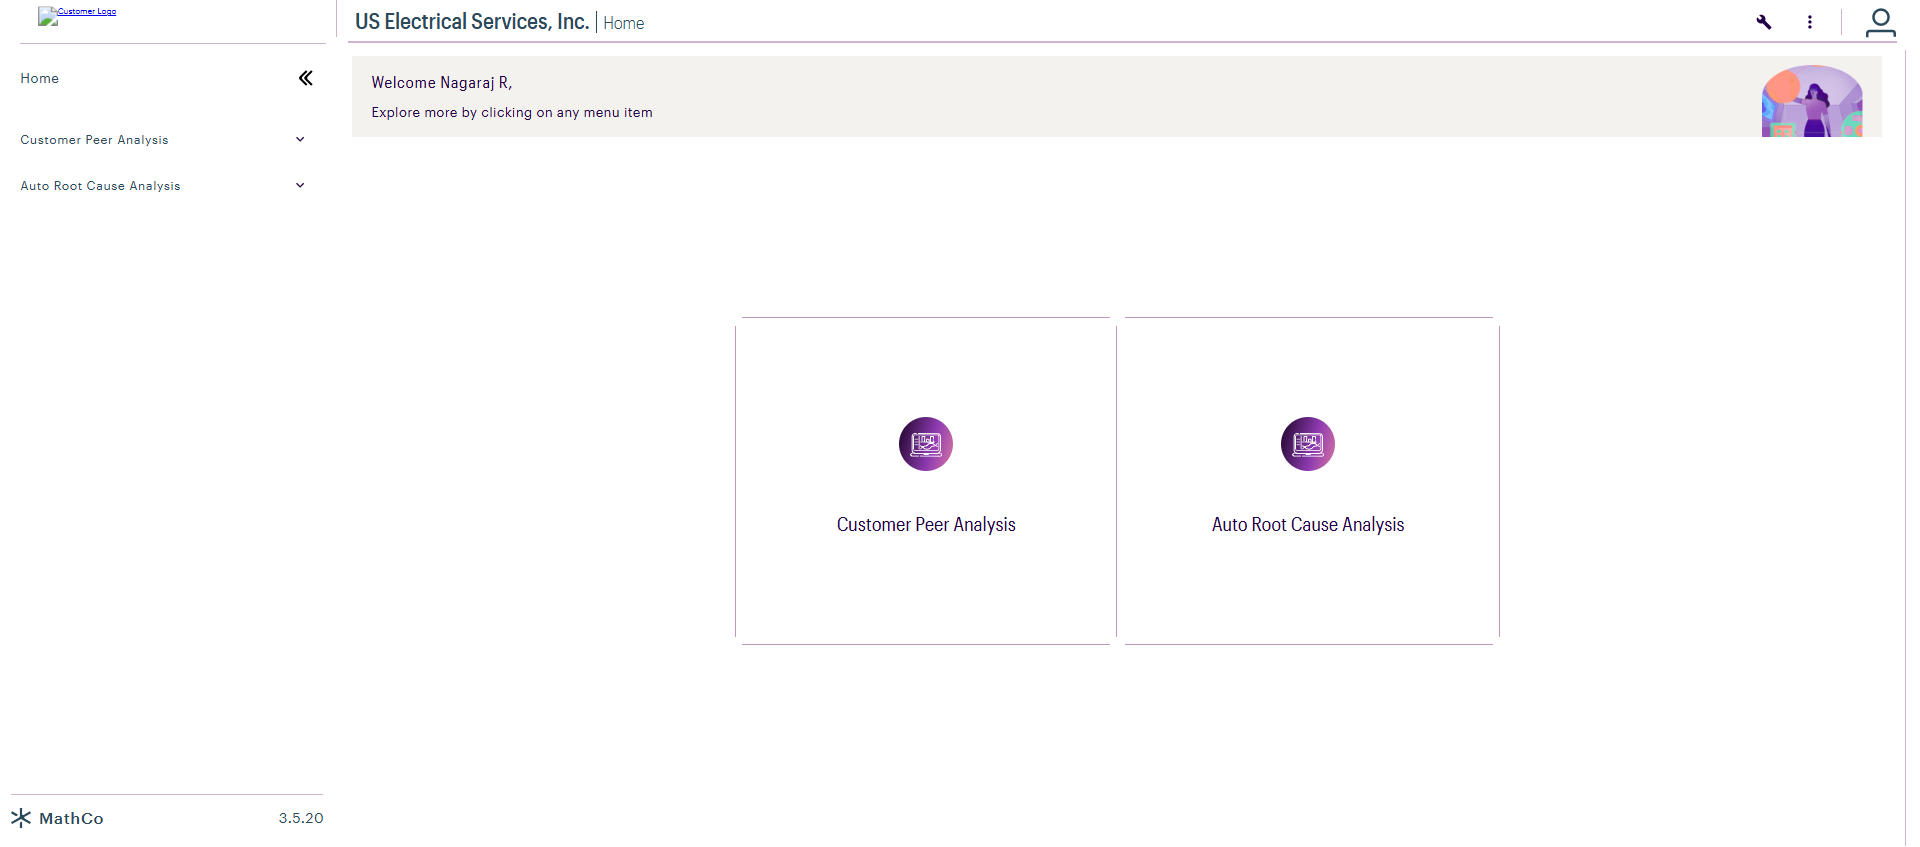 Customer Logo
US Electrical Services, Inc. | Home
Home
Customer Peer Analysis
Auto Root Cause Analysis
Welcome Nagaraj R,
Explore more by clicking on any menu item
Customer Peer Analysis
Auto Root Cause Analysis
MathCo
3.5.20